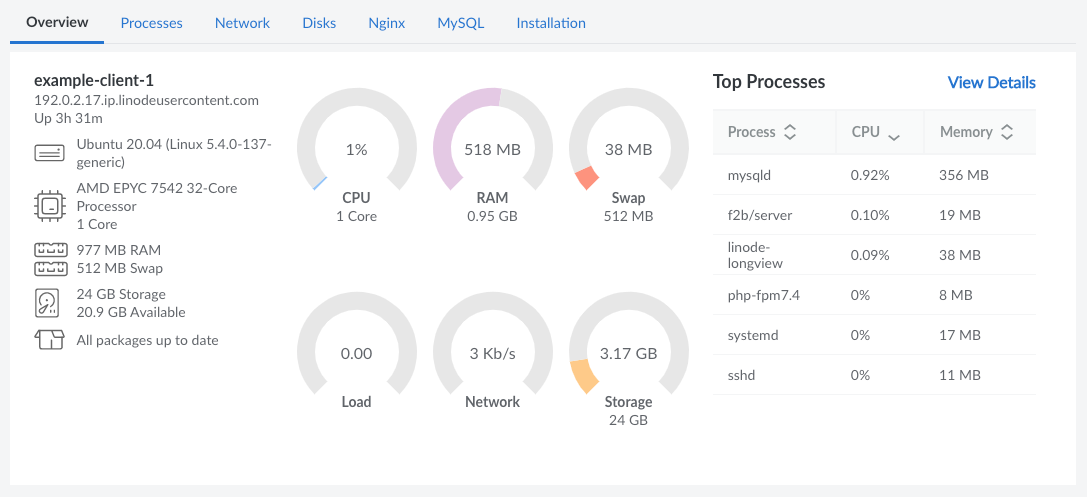 Overview Processes Network Disks Nginx MySQL Installation
example-client-1
192.0.2.17.ip.linodeusercontent.com
Up 3h 31m
Ubuntu 20.04 (Linux 5.4.0-137-
generic)
AMD EPYC 7542 32-Core
Processor
1 Core
977 MB RAM
512 MB Swap
24 GB Storage
20.9 GB Available
All packages up to date
1% 518 MB 38 MB
CPU RAM Swap
1 Core 0.95 GB 512 MB
0.00 3 Kb/s 3.17 GB
Load Network Storage
24 GB
Top Processes View Details
Process CPU Memory
mysqld 0.92% 356 MB
f2b/server 0.10% 19 MB
linode-
longview 0.09% 38 MB
php-fpm7.4 0% 8 MB
systemd 0% 17 MB
sshd 0% 11 MB